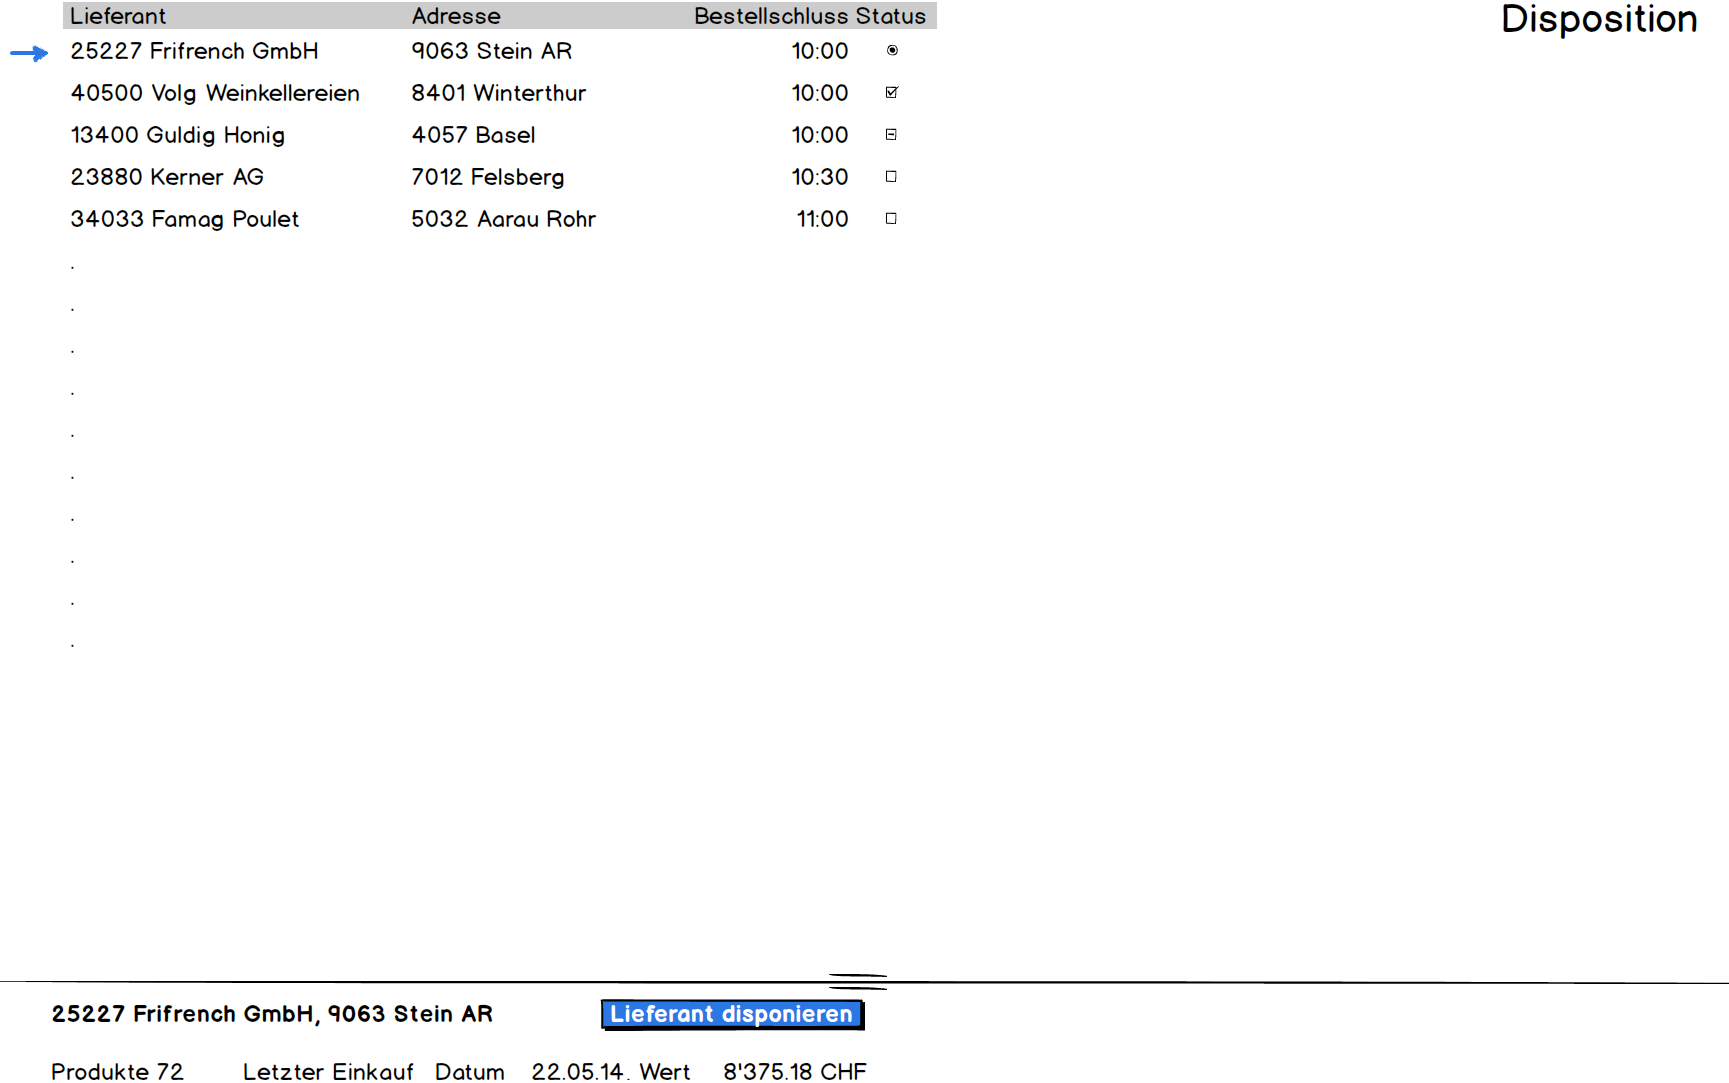 Disposition
Lieferant Adresse Bestellschluss Status
25227 Frifrench GmbH 9063 Stein AR 10:00
40500 Volg Weinkellereien 8401 Winterthur 10:00
13400 Guldig Honig 4057 Basel 10:00
23880 Kerner AG 7012 Felsberg 10:30
34033 Famag Poulet 5032 Aarau Rohr 11:00
.
.
.
.
.
.
.
.
.
.
25227 Frifrench GmbH, 9063 Stein AR Lieferant disponieren
Produkte 72 Letzter Einkauf Datum 22.05.14. Wert 8'375.18 CHF